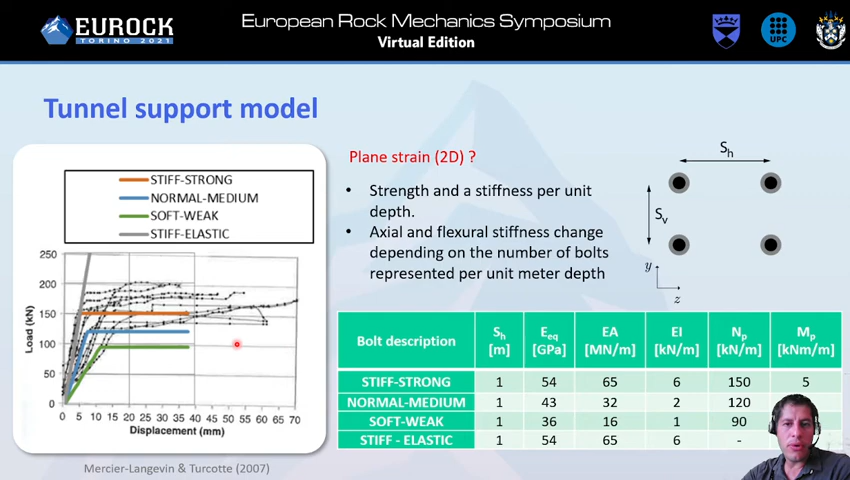 EUROCK
TORINO 2021
European Rock Mechanics Symposium
Virtual Edition
UPC
Tunnel support model
STIFF-STRONG
NORMAL-MEDIUM
SOFT-WEAK
STIFF-ELASTIC
Load (kN)
250
200
150
100
50
0
0 5 10 15 20 25 30 35 40 45 50 55 60 65 70
Displacement (mm)
Mercier-Langevin & Turcotte (2007)
Plane strain (2D) ?
• Strength and a stiffness per unit
depth.
• Axial and flexural stiffness change
depending on the number of bolts
represented per unit meter depth
Sh
Sv
y
z
Bolt description Sh [m] Eeq [GPa] EA [MN/m] EI [kN/m] Np [kN/m] Mp [kNm/m]
STIFF-STRONG 1 54 65 6 150 5
NORMAL-MEDIUM 1 43 32 2 120
SOFT-WEAK 1 36 16 1 90
STIFF - ELASTIC 1 54 65 6 -